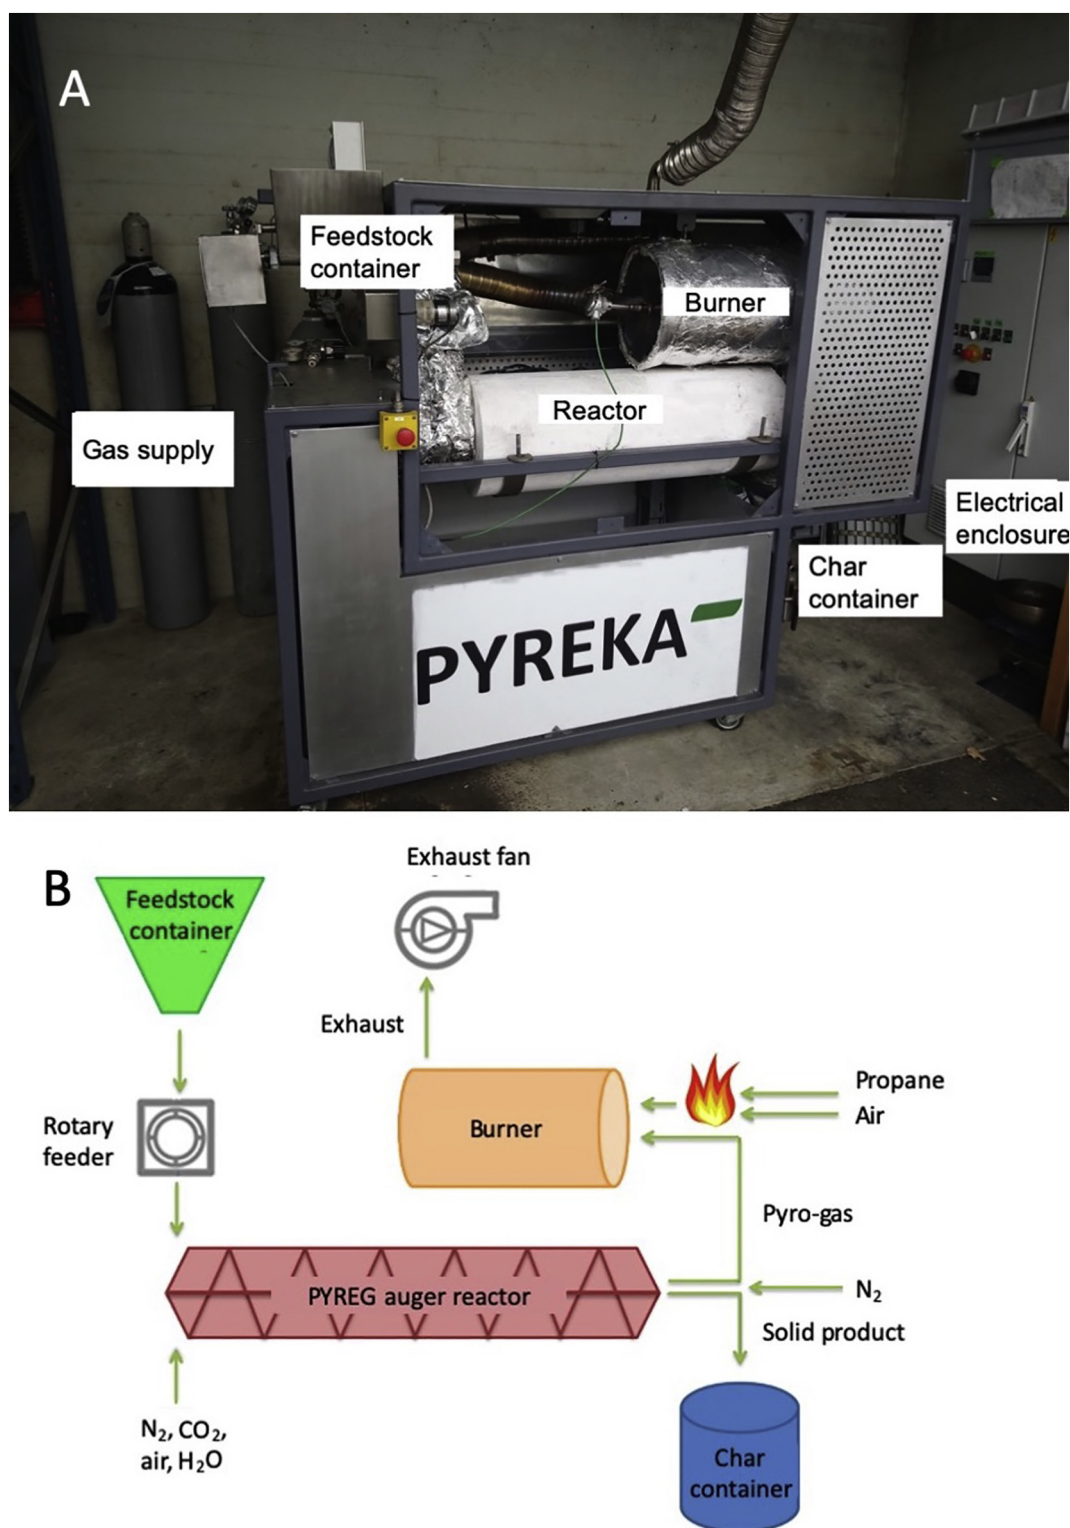 A
Feedstock
container
Burner
Reactor
Gas supply
Electrical
enclosure
Char
container
PYREKA
B
Exhaust fan
Feedstock
container
Exhaust
Propane
Air
Burner
Rotary
feeder
Pyro-gas
PYREG auger reactor
N₂
Solid product
N₂, CO₂,
air, H₂O
Char
container